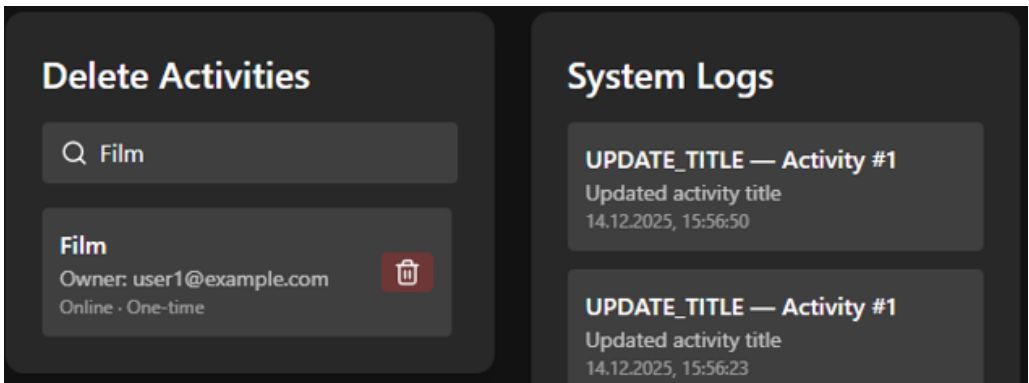 Delete Activities
Film
Film
Owner: user1@example.com
Online · One-time
System Logs
UPDATE_TITLE — Activity #1
Updated activity title
14.12.2025, 15:56:50
UPDATE_TITLE — Activity #1
Updated activity title
14.12.2025, 15:56:23